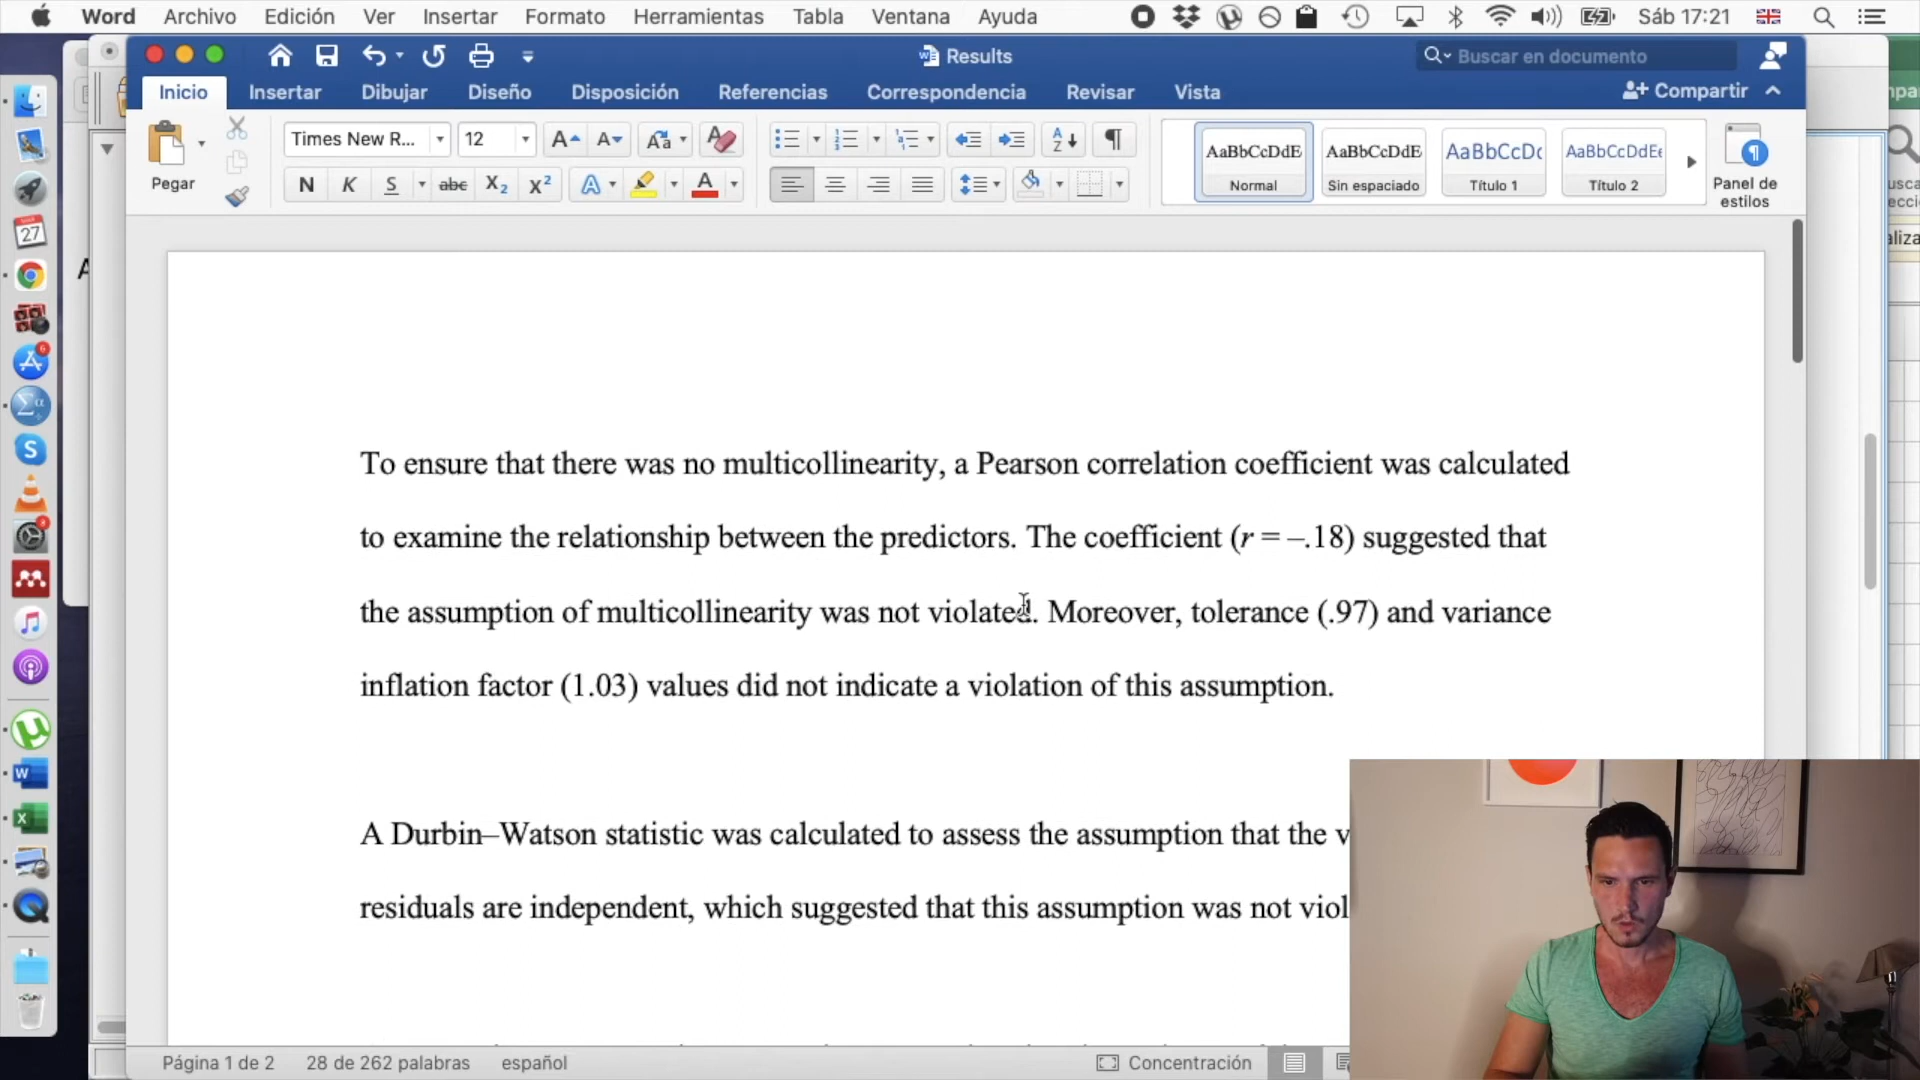 Word Archivo Edición Ver Insertar Formato Herramientas Tabla Ventana Ayuda Sáb 17:21
Results
Buscar en documento
Inicio Insertar Dibujar Diseño Disposición Referencias Correspondencia Revisar Vista Compartir
Times New R... 12
Pegar
N K S abc X₂ X²
AaBbCcDdE AaBbCcDdE AaBbCcDc AaBbCcDdEe
Normal Sin espaciado Título 1 Título 2
Panel de
estilos
To ensure that there was no multicollinearity, a Pearson correlation coefficient was calculated
to examine the relationship between the predictors. The coefficient (r = –.18) suggested that
the assumption of multicollinearity was not violated. Moreover, tolerance (.97) and variance
inflation factor (1.03) values did not indicate a violation of this assumption.
A Durbin–Watson statistic was calculated to assess the assumption that the v
residuals are independent, which suggested that this assumption was not viol
Página 1 de 2 28 de 262 palabras español Concentración